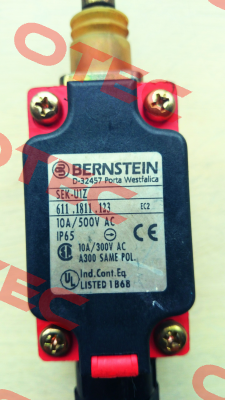 BERNSTEIN
D-32457 Porta Westfalica
SEK-U1Z
611.1811.123 EC2
10A/500V AC
IP65
CE
10A/300V AC
A300 SAME POL.
Ind.Cont.Eq
LISTED 1868